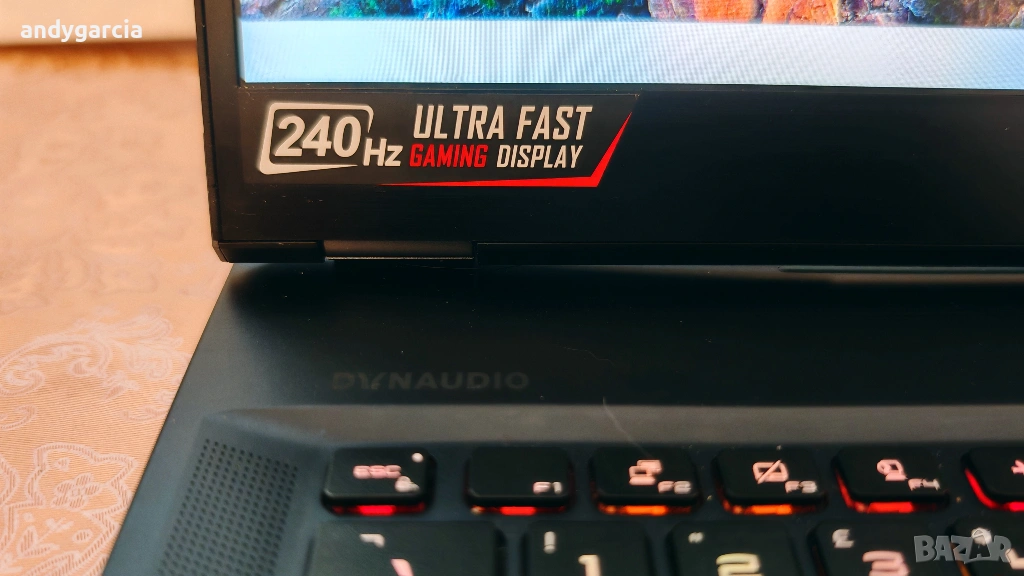 andygarcia
240Hz ULTRA FAST
GAMING DISPLAY
DYNAUDIO
ESC F1 F2 F3 F4
! " £
1 2 3
BAZAR